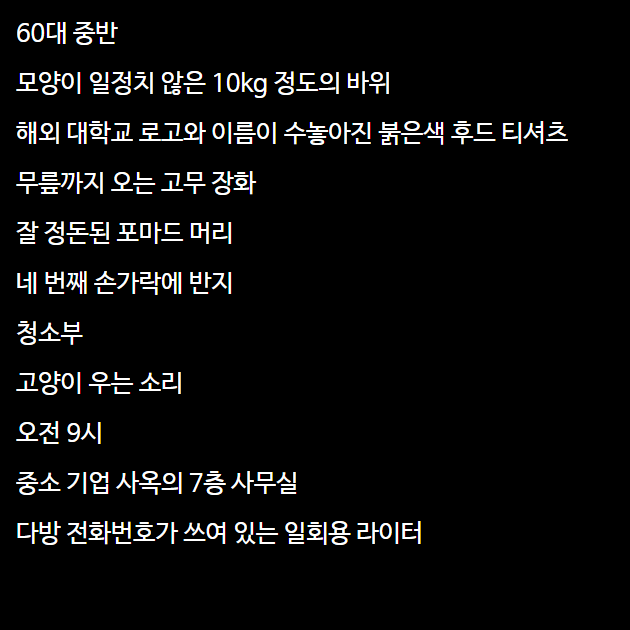 60대 중반
모양이 일정치 않은 10kg 정도의 바위
해외 대학교 로고와 이름이 수놓아진 붉은색 후드 티셔츠
무릎까지 오는 고무 장화
잘 정돈된 포마드 머리
네 번째 손가락에 반지
청소부
고양이 우는 소리
오전 9시
중소 기업 사옥의 7층 사무실
다방 전화번호가 쓰여 있는 일회용 라이터